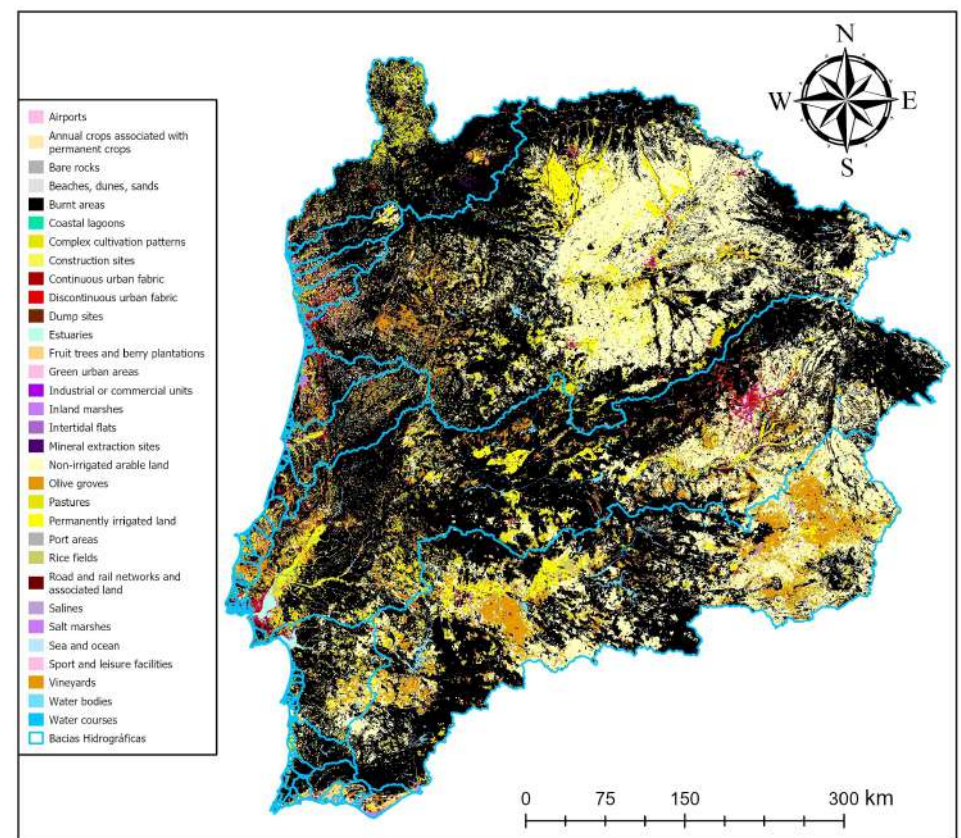 Airports
Annual crops associated with
permanent crops
Bare rocks
Beaches, dunes, sands
Burnt areas
Coastal lagoons
Complex cultivation patterns
Construction sites
Continuous urban fabric
Discontinuous urban fabric
Dump sites
Estuaries
Fruit trees and berry plantations
Green urban areas
Industrial or commercial units
Inland marshes
Intertidal flats
Mineral extraction sites
Non-irrigated arable land
Olive groves
Pastures
Permanently irrigated land
Port areas
Rice fields
Road and rail networks and
associated land
Salines
Salt marshes
Sea and ocean
Sport and leisure facilities
Vineyards
Water bodies
Water courses
Bacias Hidrográficas
N
W E
S
0 75 150 300 km